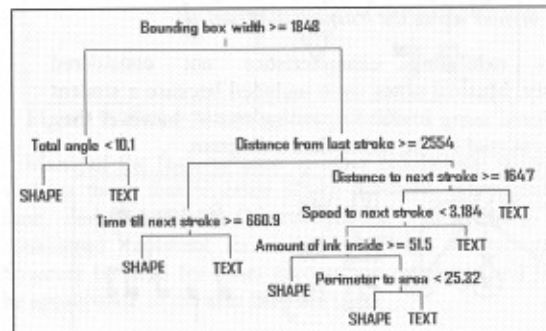 Bounding box width >= 1848
Total angle <10.1 Distance from last stroke >= 2554
SHAPE TEXT Distance to next stroke >= 1647
Time till next stroke >= 660.9 Speed to next stroke <3.184 TEXT
SHAPE TEXT Amount of ink inside >= 51.5 TEXT
SHAPE Perimeter to area <25.32
SHAPE TEXT